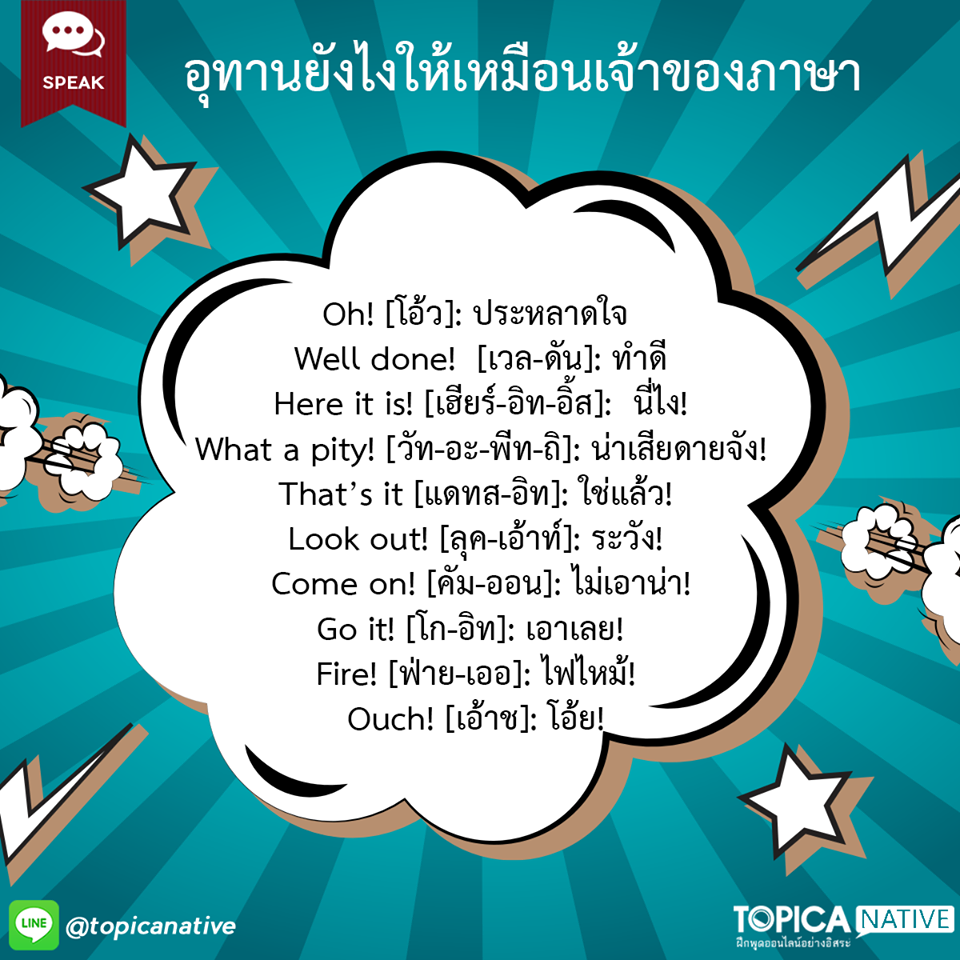 SPEAK
อุทานยังไงให้เหมือนเจ้าของภาษา
Oh! [โอ้ว]: ประหลาดใจ
Well done!  [เวล-ดัน]: ทำดี
Here it is! [เฮียร์-อิท-อิ้ส]:  นี่ไง!
What a pity! [วัท-อะ-พีท-ถิ]: น่าเสียดายจัง!
That’s it [แดทส-อิท]: ใช่แล้ว!
Look out! [ลุค-เอ้าท์]: ระวัง!
Come on! [คัม-ออน]: ไม่เอาน่า!
Go it! [โก-อิท]: เอาเลย!
Fire! [ฟ่าย-เออ]: ไฟไหม้!
Ouch! [เอ้าช]: โอ้ย!
LINE @topicanative
TOPICA NATIVE
ฝึกพูดออนไลน์อย่างอิสระ